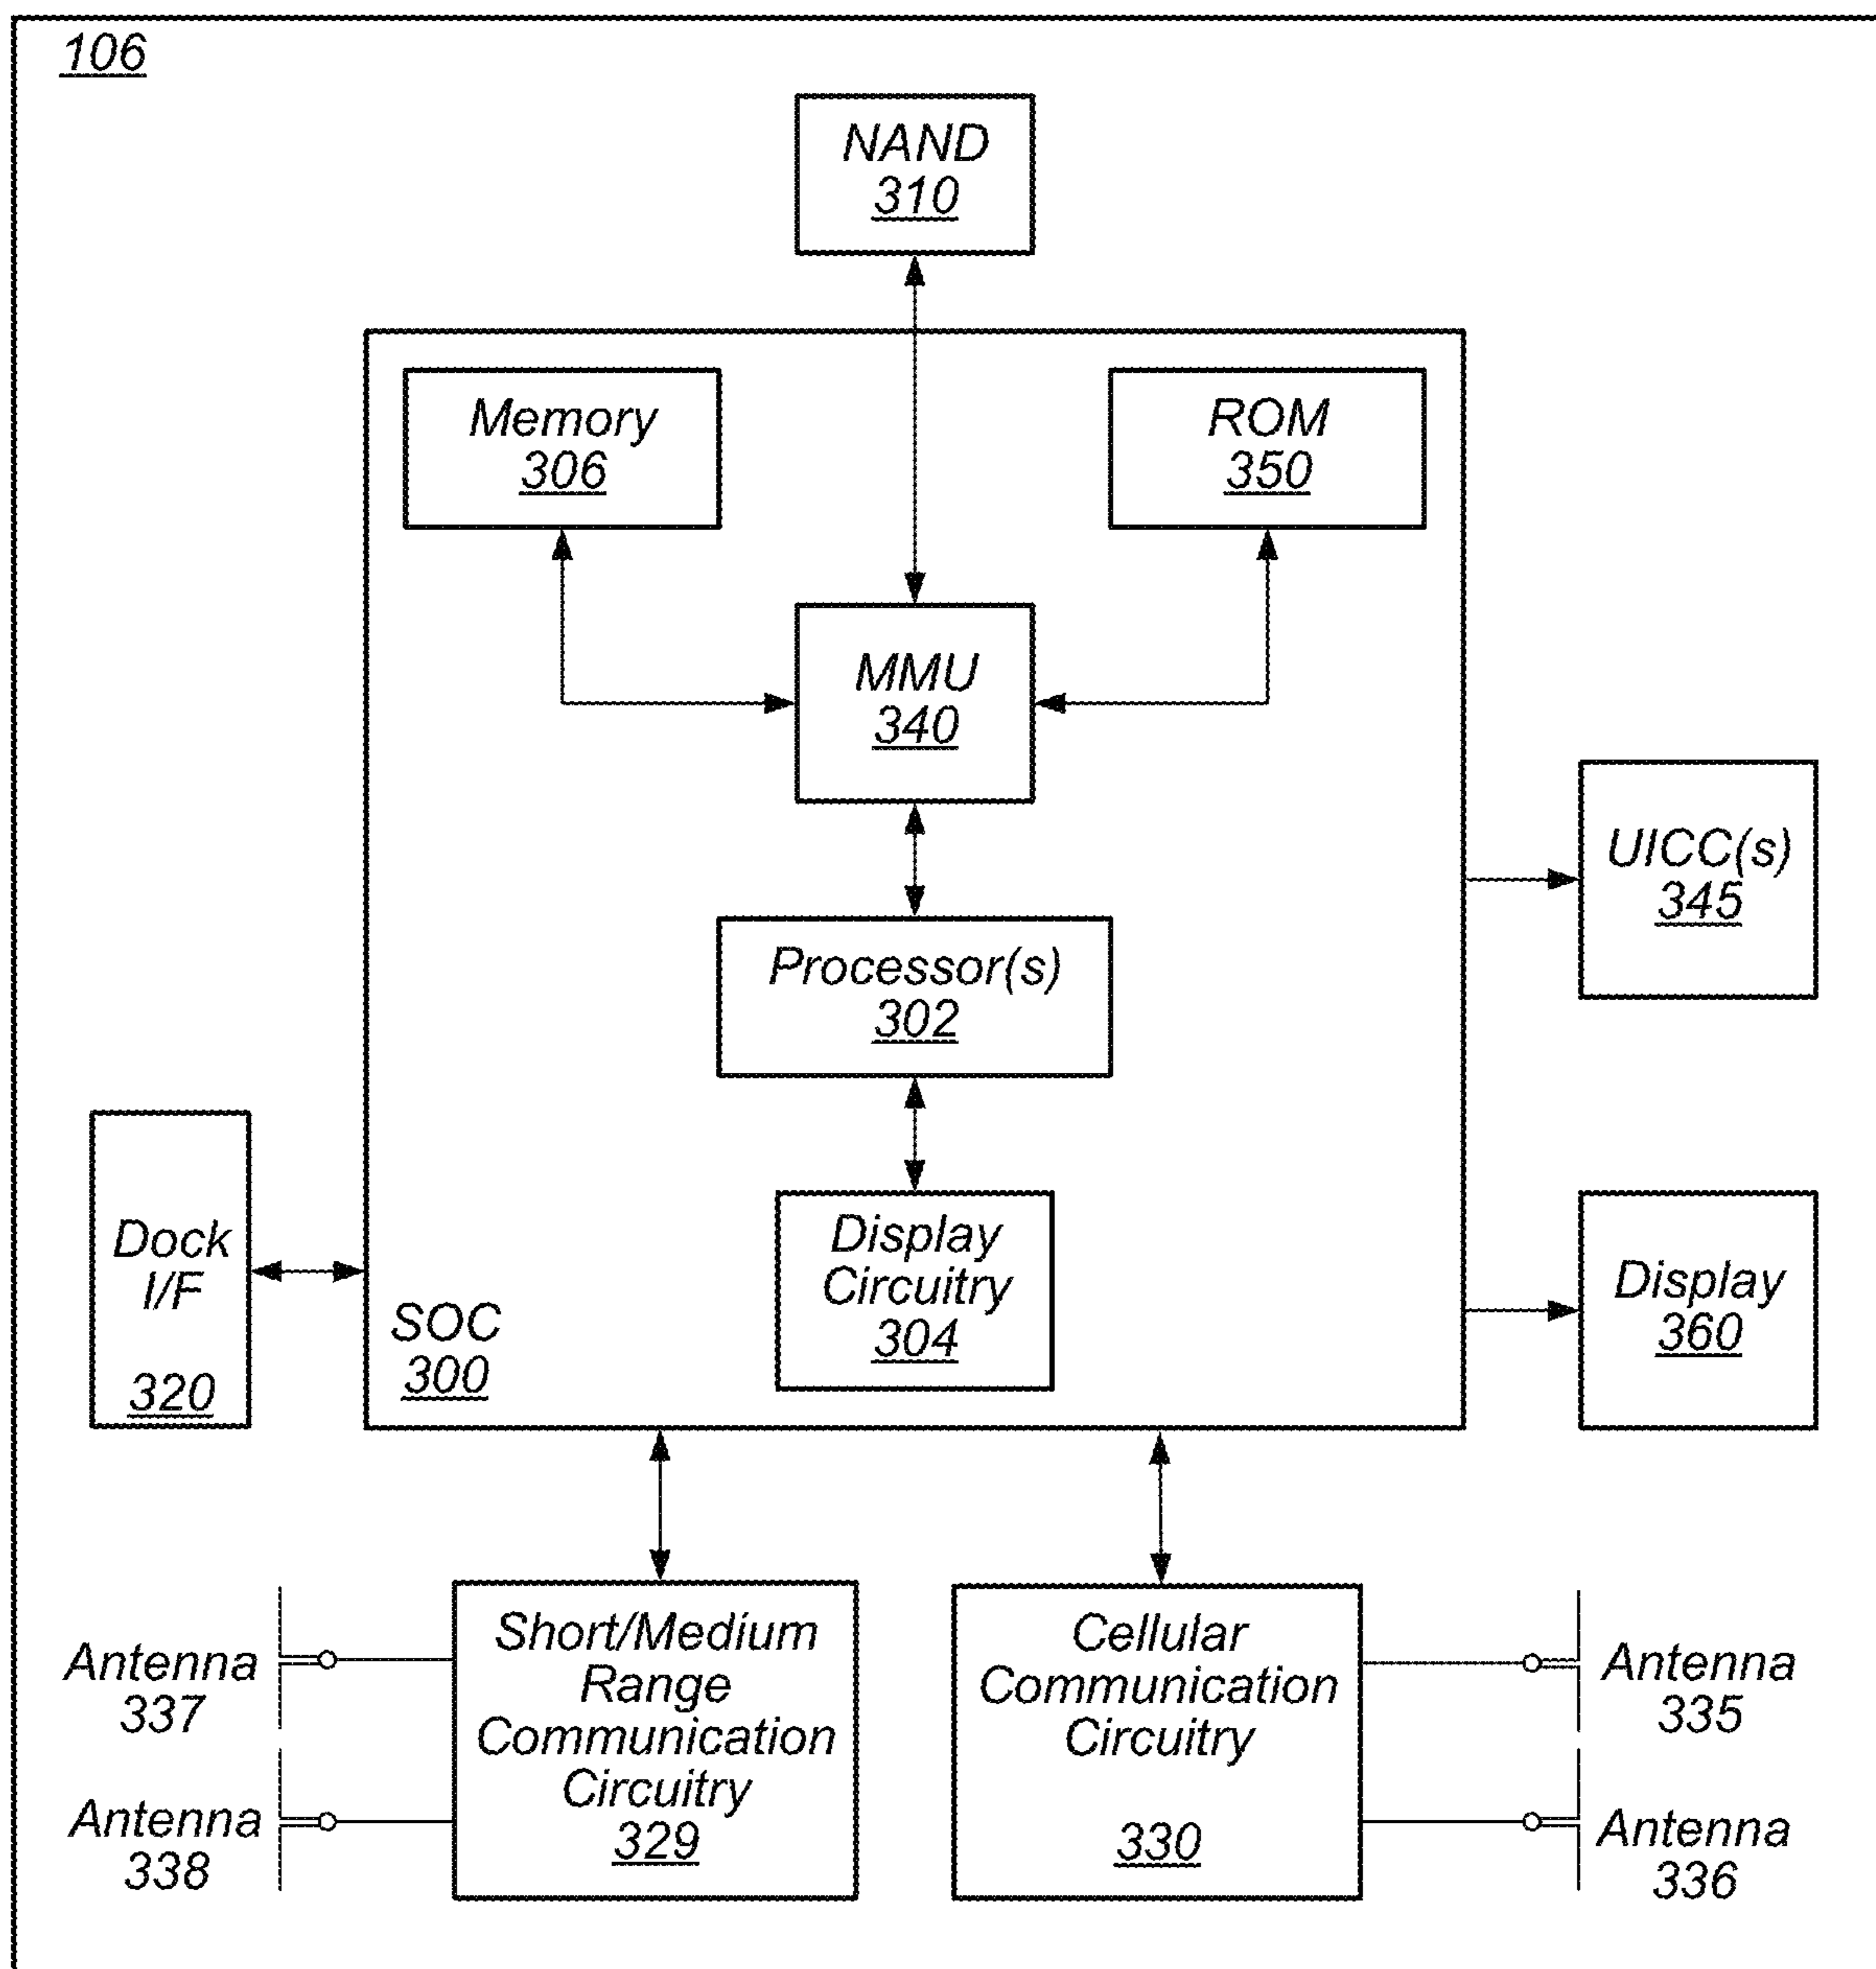 106
NAND
310
Memory
306
ROM
350
MMU
340
UICC(s)
345
Processor(s)
302
Dock
I/F
320
Display
Circuitry
304
SOC
300
Display
360
Short/Medium
Range
Communication
Circuitry
329
Cellular
Communication
Circuitry
330
Antenna
337
Antenna
338
Antenna
335
Antenna
336